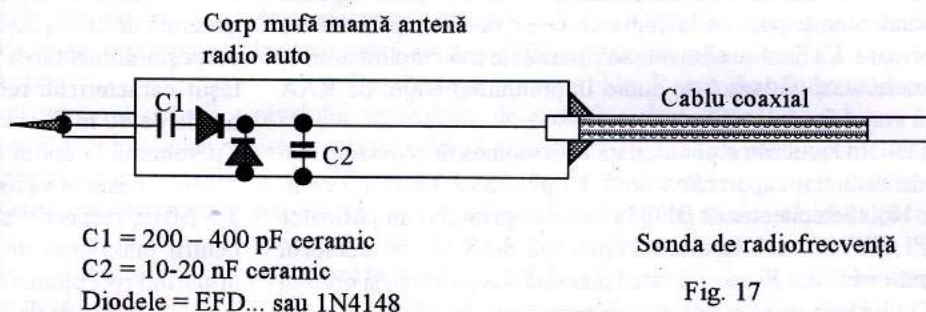 Corp mufă mamă antenă
radio auto
C1
Cablu coaxial
C2
C1 = 200 - 400 pF ceramic
C2 = 10-20 nF ceramic
Diodele = EFD... sau 1N4148
Sonda de radiofrecvență
Fig. 17